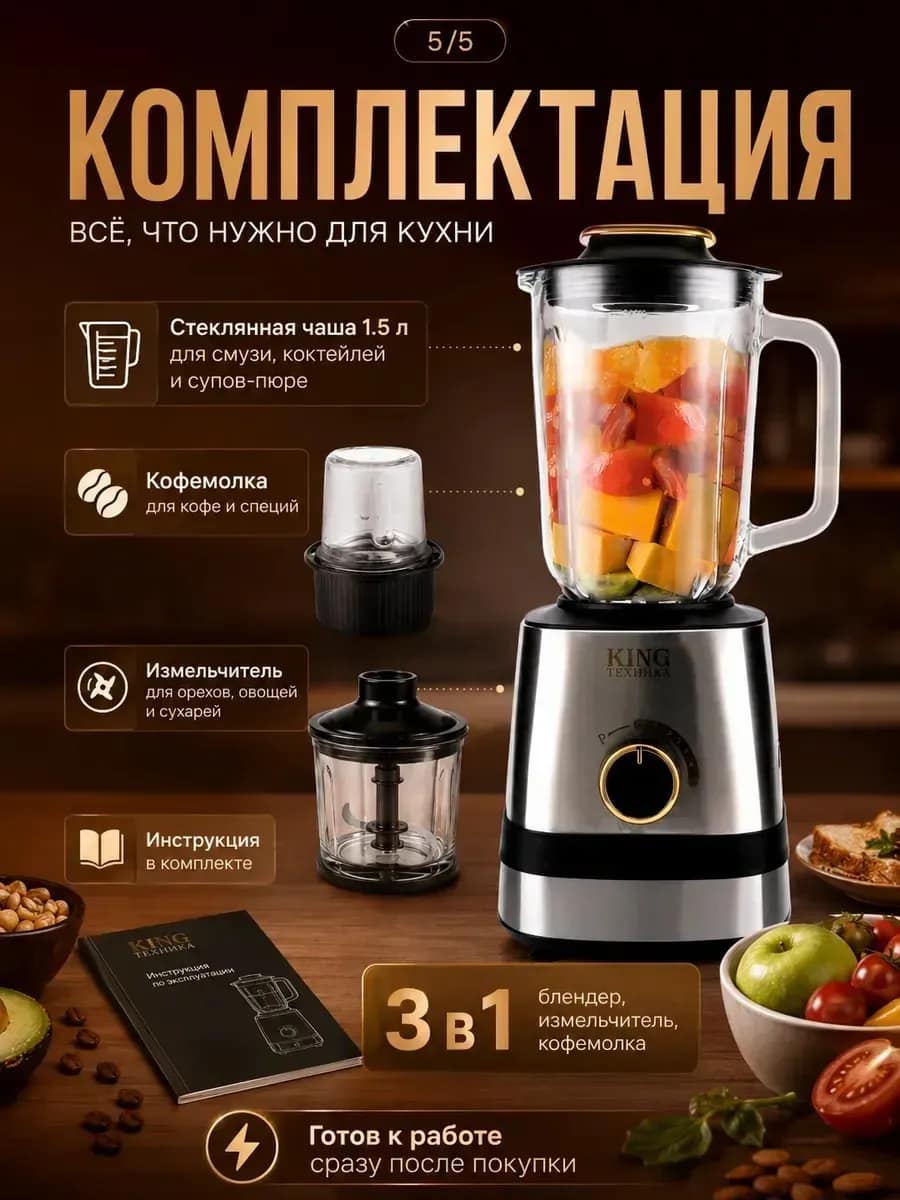 5/5
КОМПЛЕКТАЦИЯ
ВСЁ, ЧТО НУЖНО ДЛЯ КУХНИ
Стеклянная чаша 1.5 л
для смузи, коктейлей
и супов-пюре
Кофемолка
для кофе и специй
Измельчитель
для орехов, овощей
и сухарей
Инструкция
в комплекте
KING
ТЕХНИКА
P
KING
ТЕХНИКА
Инструкция
по эксплуатации
3 в 1
блендер,
измельчитель,
кофемолка
Готов к работе
сразу после покупки